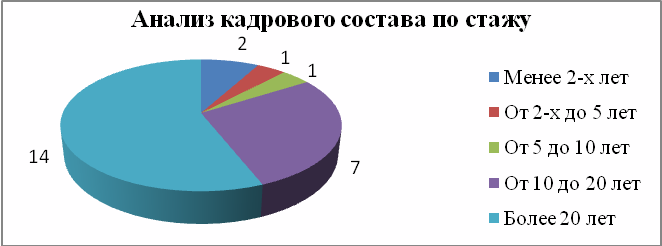 Анализ кадрового состава по стажу
2
1
1
7
14
Менее 2-х лет
От 2-х до 5 лет
От 5 до 10 лет
От 10 до 20 лет
Более 20 лет